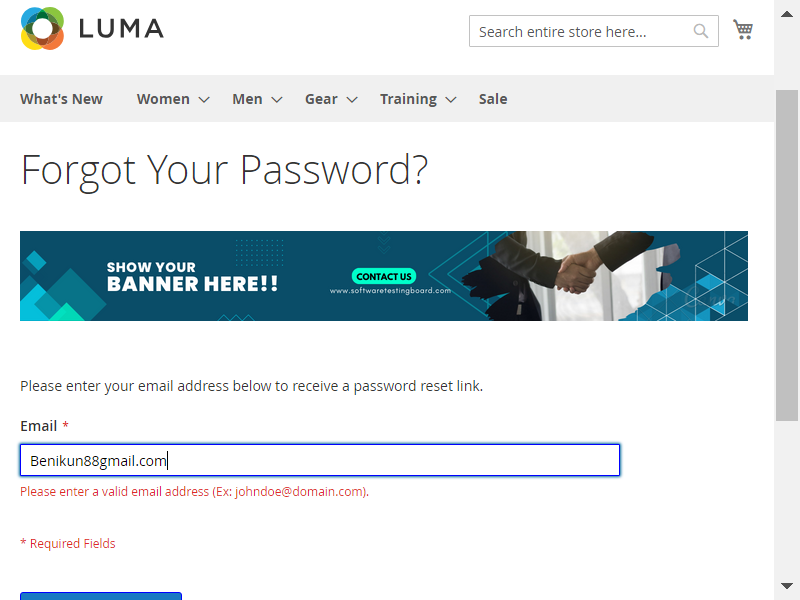 LUMA
Search entire store here...
What's New Women Men Gear Training Sale
Forgot Your Password?
SHOW YOUR
BANNER HERE!!
CONTACT US
www.softwaretestingboard.com
Please enter your email address below to receive a password reset link.
Email *
Benikun88gmail.com
Please enter a valid email address (Ex: johndoe@domain.com).
* Required Fields